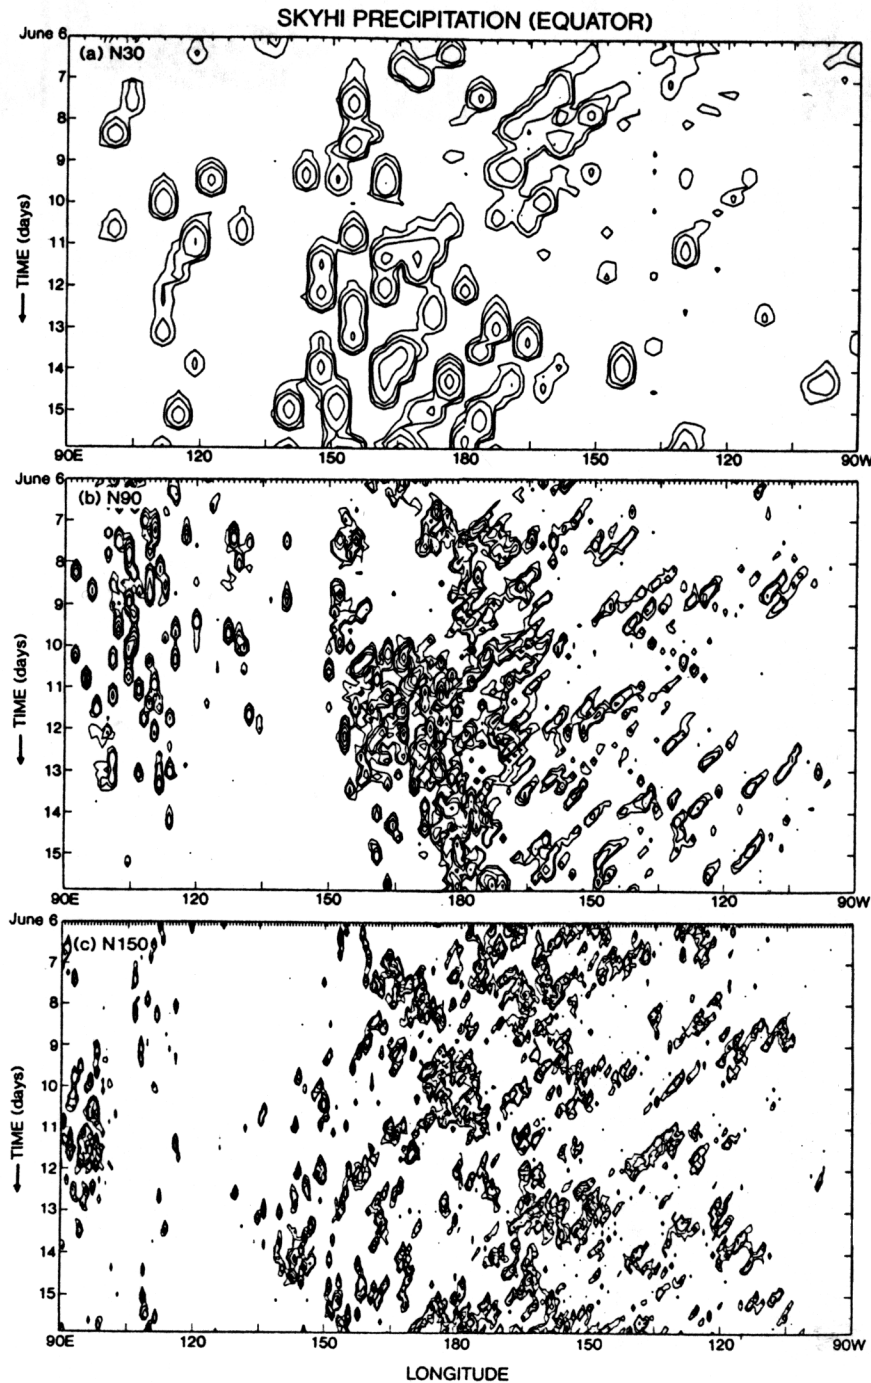 SKYHI PRECIPITATION (EQUATOR)
June 6
(a) N30
7
8
9
10
11
12
13
14
15
← TIME (days)
90E 120 150 180 150 120 90W
June 6
(b) N90
7
8
9
10
11
12
13
14
15
← TIME (days)
90E 120 150 180 150 120 90W
June 6
(c) N150
7
8
9
10
11
12
13
14
15
← TIME (days)
90E 120 150 180 150 120 90W
LONGITUDE